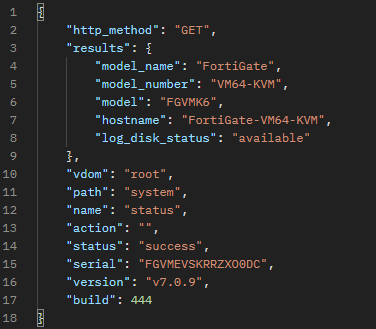 1 {
2 "http_method": "GET",
3 "results": {
4 "model_name": "FortiGate",
5 "model_number": "VM64-KVM",
6 "model": "FGVMK6",
7 "hostname": "FortiGate-VM64-KVM",
8 "log_disk_status": "available"
9 },
10 "vdom": "root",
11 "path": "system",
12 "name": "status",
13 "action": "",
14 "status": "success",
15 "serial": "FGVMEVSKRRZXO0DC",
16 "version": "v7.0.9",
17 "build": 444
18 }